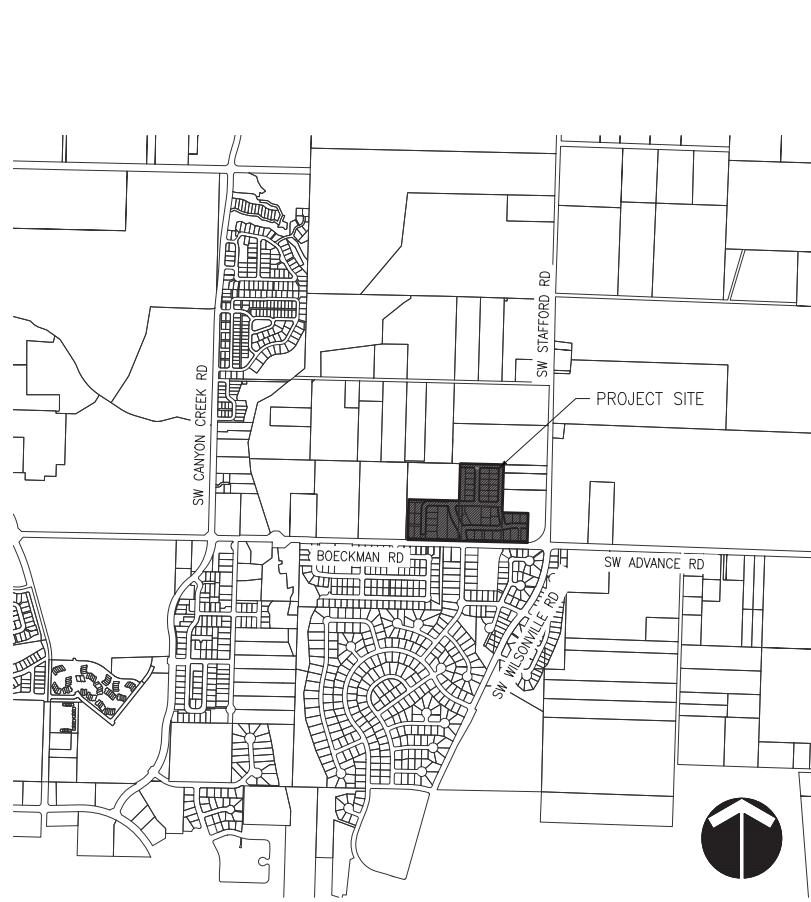 SW STAFFORD RD
PROJECT SITE
SW CANYON CREEK RD
BOECKMAN RD
SW ADVANCE RD
SW WILSONVILLE RD